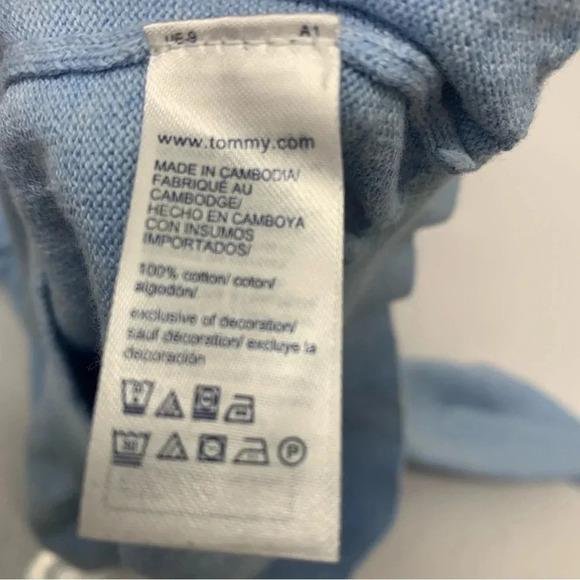 A1
www.tommy.com
MADE IN CAMBODIA/
FABRIQUÉ AU
CAMBODGE/
HECHO EN CAMBOYA
CON INSUMOS
IMPORTADOS/
100% cotton/ coton/
algodón/
exclusive of decoration/
sauf décoration/ excluye la
decoración
P